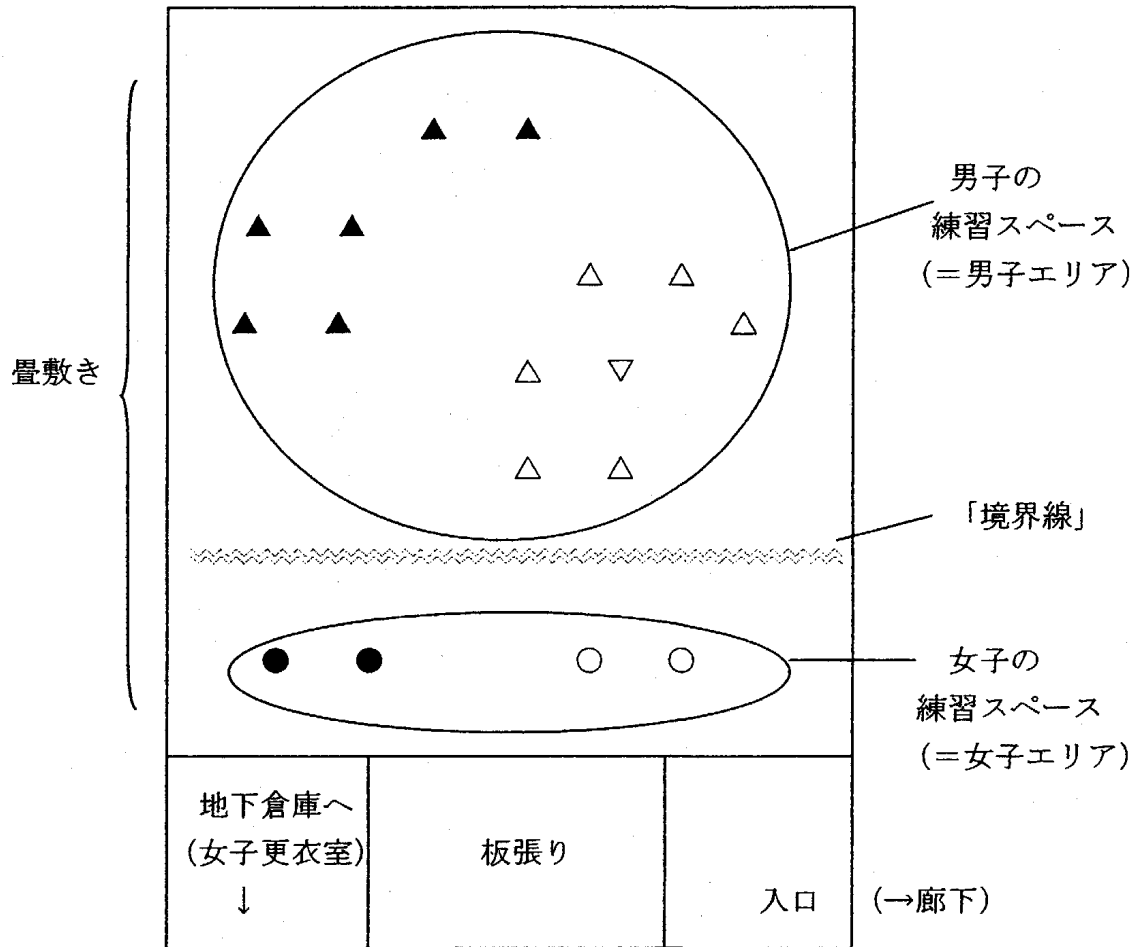 男子の
練習スペース
(＝男子エリア)
畳敷き
「境界線」
女子の
練習スペース
(＝女子エリア)
地下倉庫へ
(女子更衣室)
↓
板張り
入口
(→廊下)